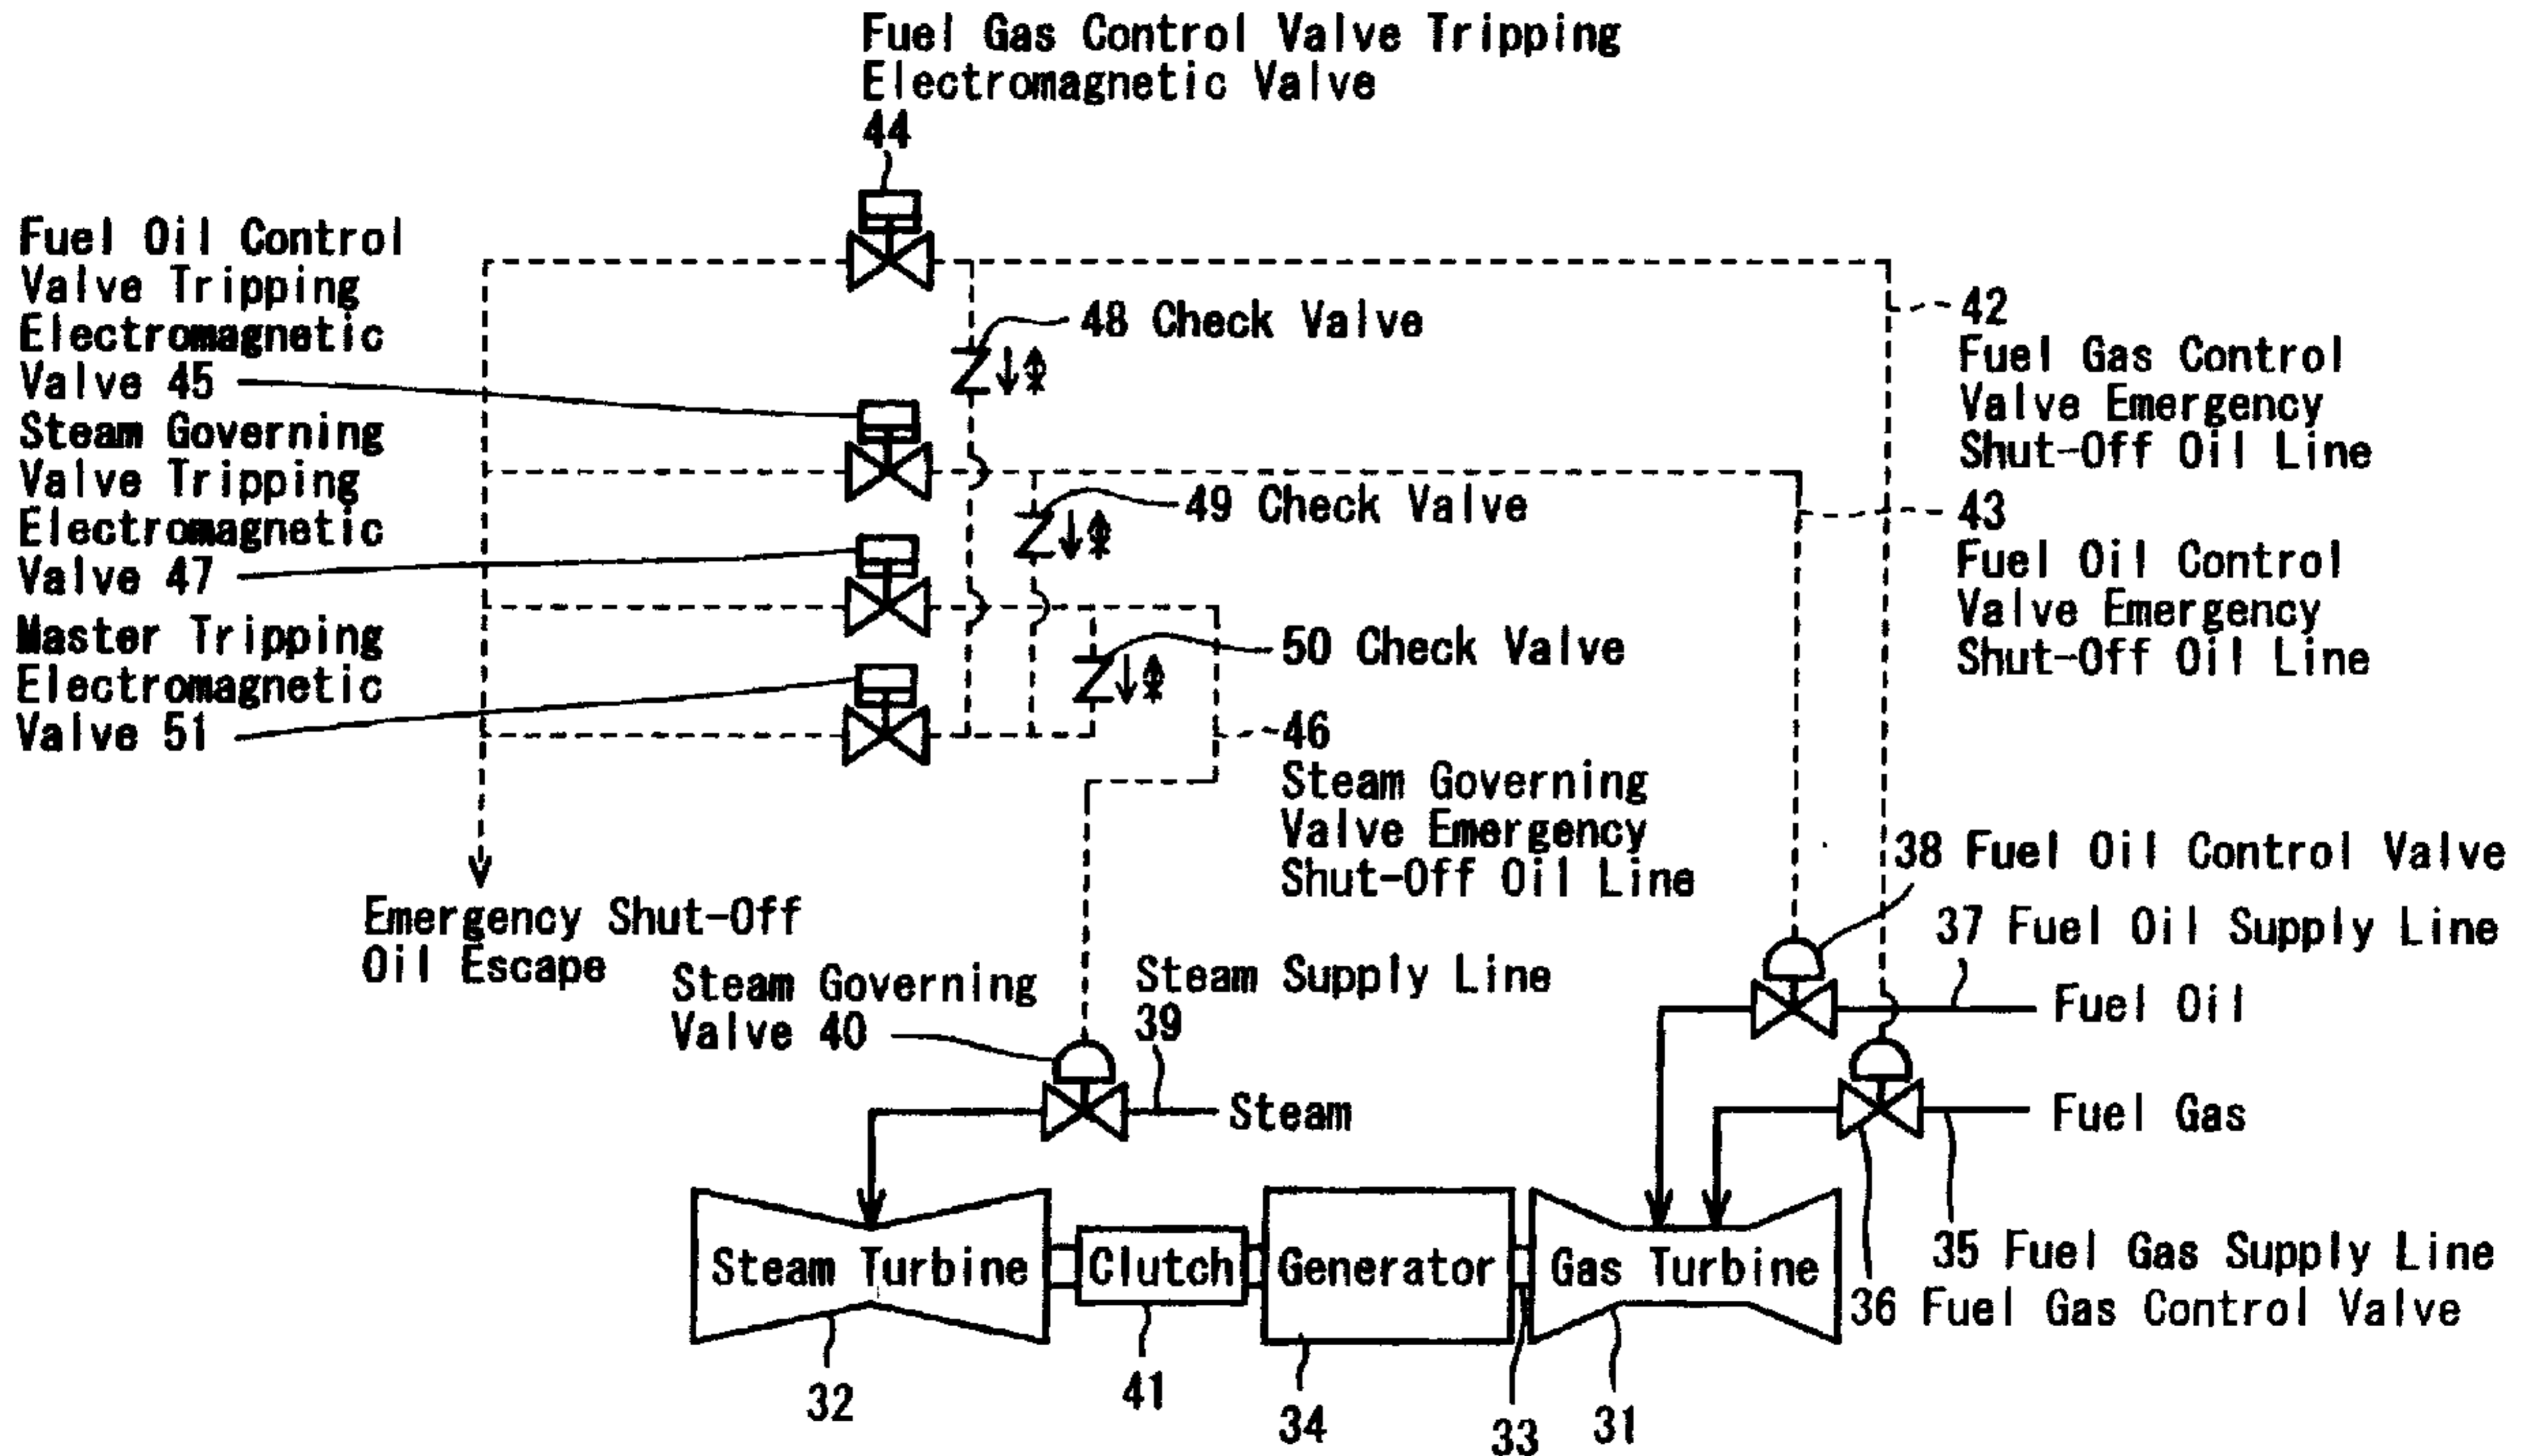 Fuel Gas Control Valve Tripping
Electromagnetic Valve
44
Fuel Oil Control
Valve Tripping
Electromagnetic
Valve 45
Steam Governing
Valve Tripping
Electromagnetic
Valve 47
Master Tripping
Electromagnetic
Valve 51
48 Check Valve
49 Check Valve
50 Check Valve
42
Fuel Gas Control
Valve Emergency
Shut-Off Oil Line
43
Fuel Oil Control
Valve Emergency
Shut-Off Oil Line
46
Steam Governing
Valve Emergency
Shut-Off Oil Line
Emergency Shut-Off
Oil Escape
38 Fuel Oil Control Valve
37 Fuel Oil Supply Line
Fuel Oil
Steam Governing
Valve 40
Steam Supply Line
39
Steam
Fuel Gas
35 Fuel Gas Supply Line
36 Fuel Gas Control Valve
Steam Turbine
Clutch
Generator
Gas Turbine
32
41
34
33
31